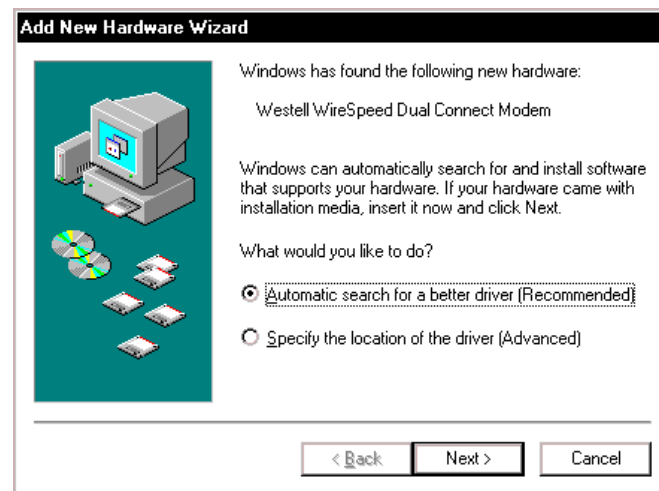 Add New Hardware Wizard
Windows has found the following new hardware:
Westell WireSpeed Dual Connect Modem
Windows can automatically search for and install software
that supports your hardware. If your hardware came with
installation media, insert it now and click Next.
What would you like to do?
Automatic search for a better driver (Recommended)
Specify the location of the driver (Advanced)
< Back
Next >
Cancel